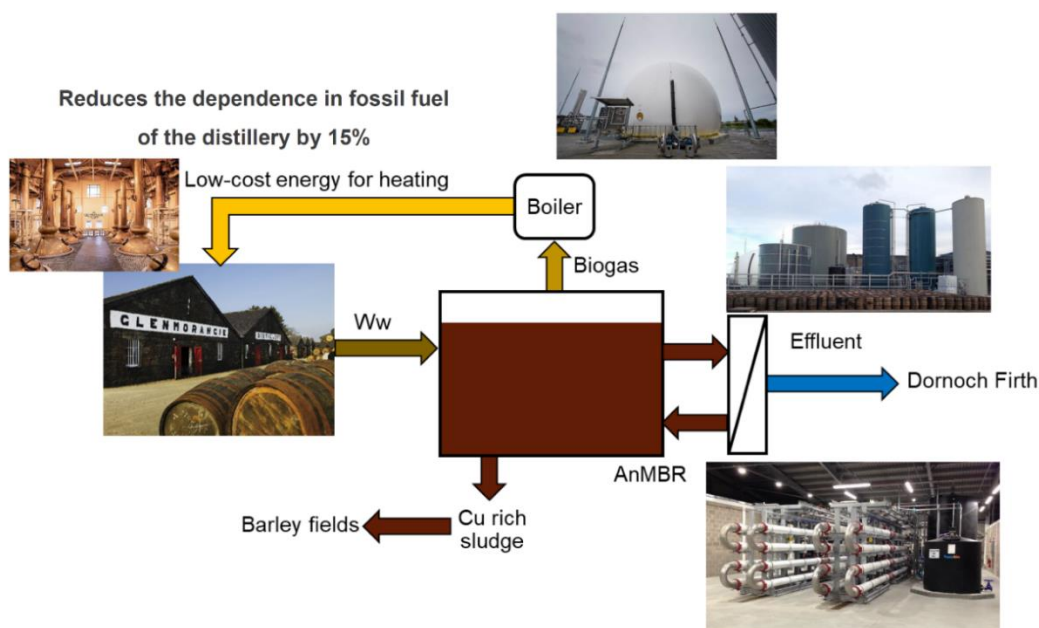 Reduces the dependence in fossil fuel
of the distillery by 15%
Low-cost energy for heating
Boiler
Biogas
GLENMORANGIE
Ww
Effluent
Dornoch Firth
AnMBR
Barley fields
Cu rich
sludge